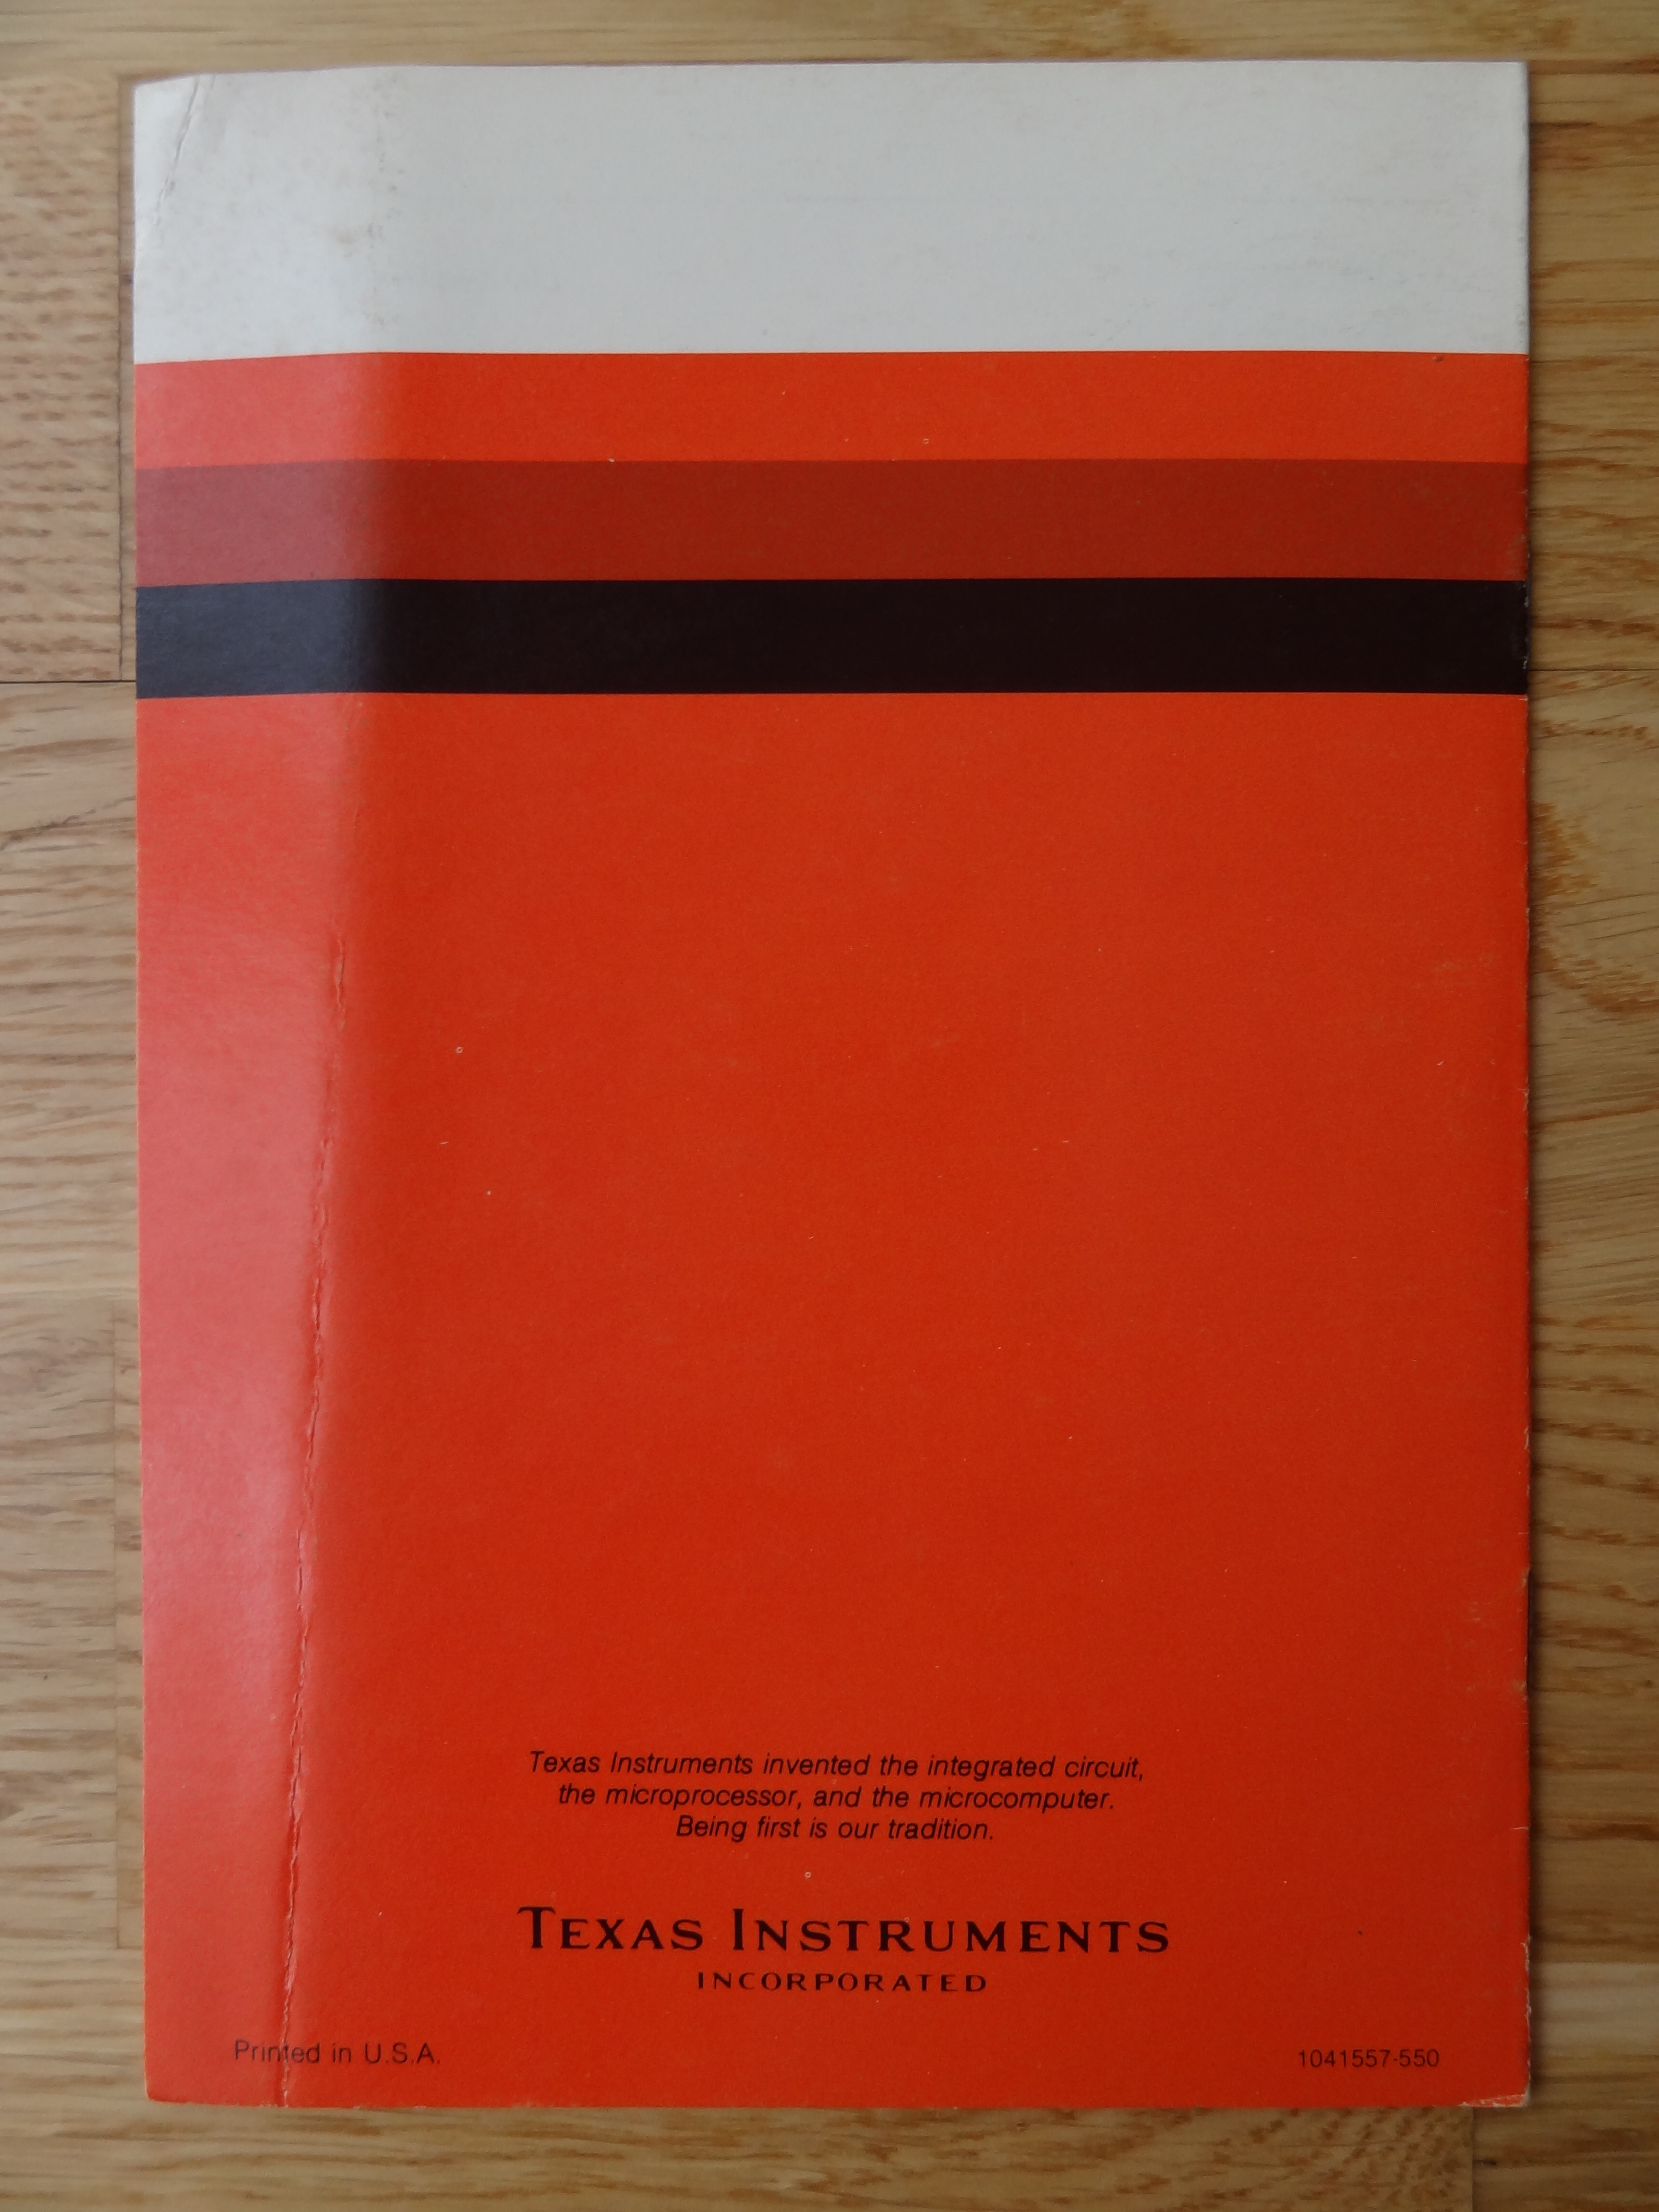 Texas Instruments invented the integrated circuit,
the microprocessor, and the microcomputer.
Being first is our tradition.
TEXAS INSTRUMENTS
INCORPORATED
Printed in U.S.A.
1041557-550